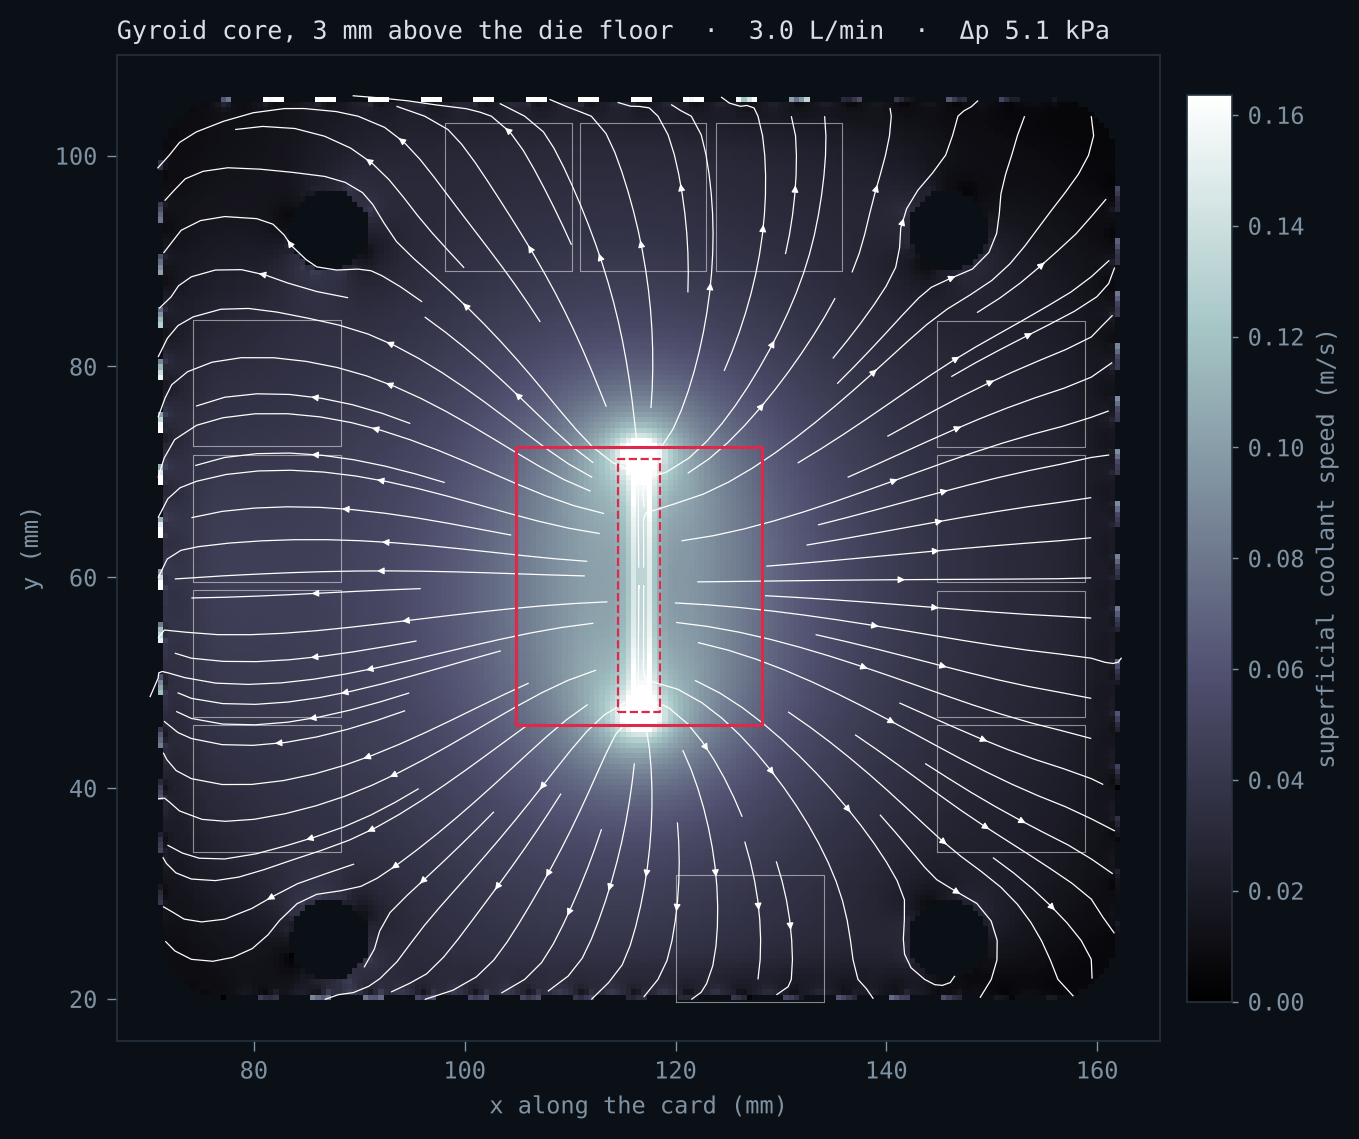 Gyroid core, 3 mm above the die floor · 3.0 L/min · Δp 5.1 kPa
100
80
60
40
20
y (mm)
80 100 120 140 160
x along the card (mm)
0.16
0.14
0.12
0.10
0.08
0.06
0.04
0.02
0.00
superficial coolant speed (m/s)